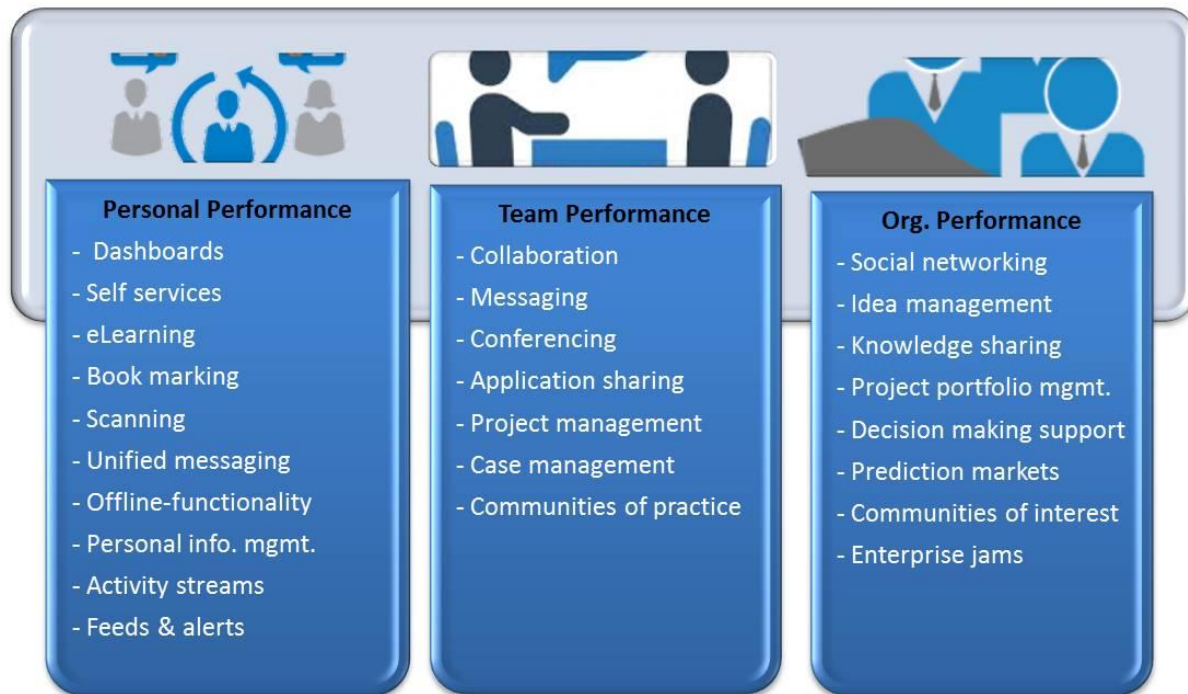 Personal Performance
- Dashboards
- Self services
- eLearning
- Book marking
- Scanning
- Unified messaging
- Offline-functionality
- Personal info. mgmt.
- Activity streams
- Feeds & alerts
Team Performance
- Collaboration
- Messaging
- Conferencing
- Application sharing
- Project management
- Case management
- Communities of practice
Org. Performance
- Social networking
- Idea management
- Knowledge sharing
- Project portfolio mgmt.
- Decision making support
- Prediction markets
- Communities of interest
- Enterprise jams